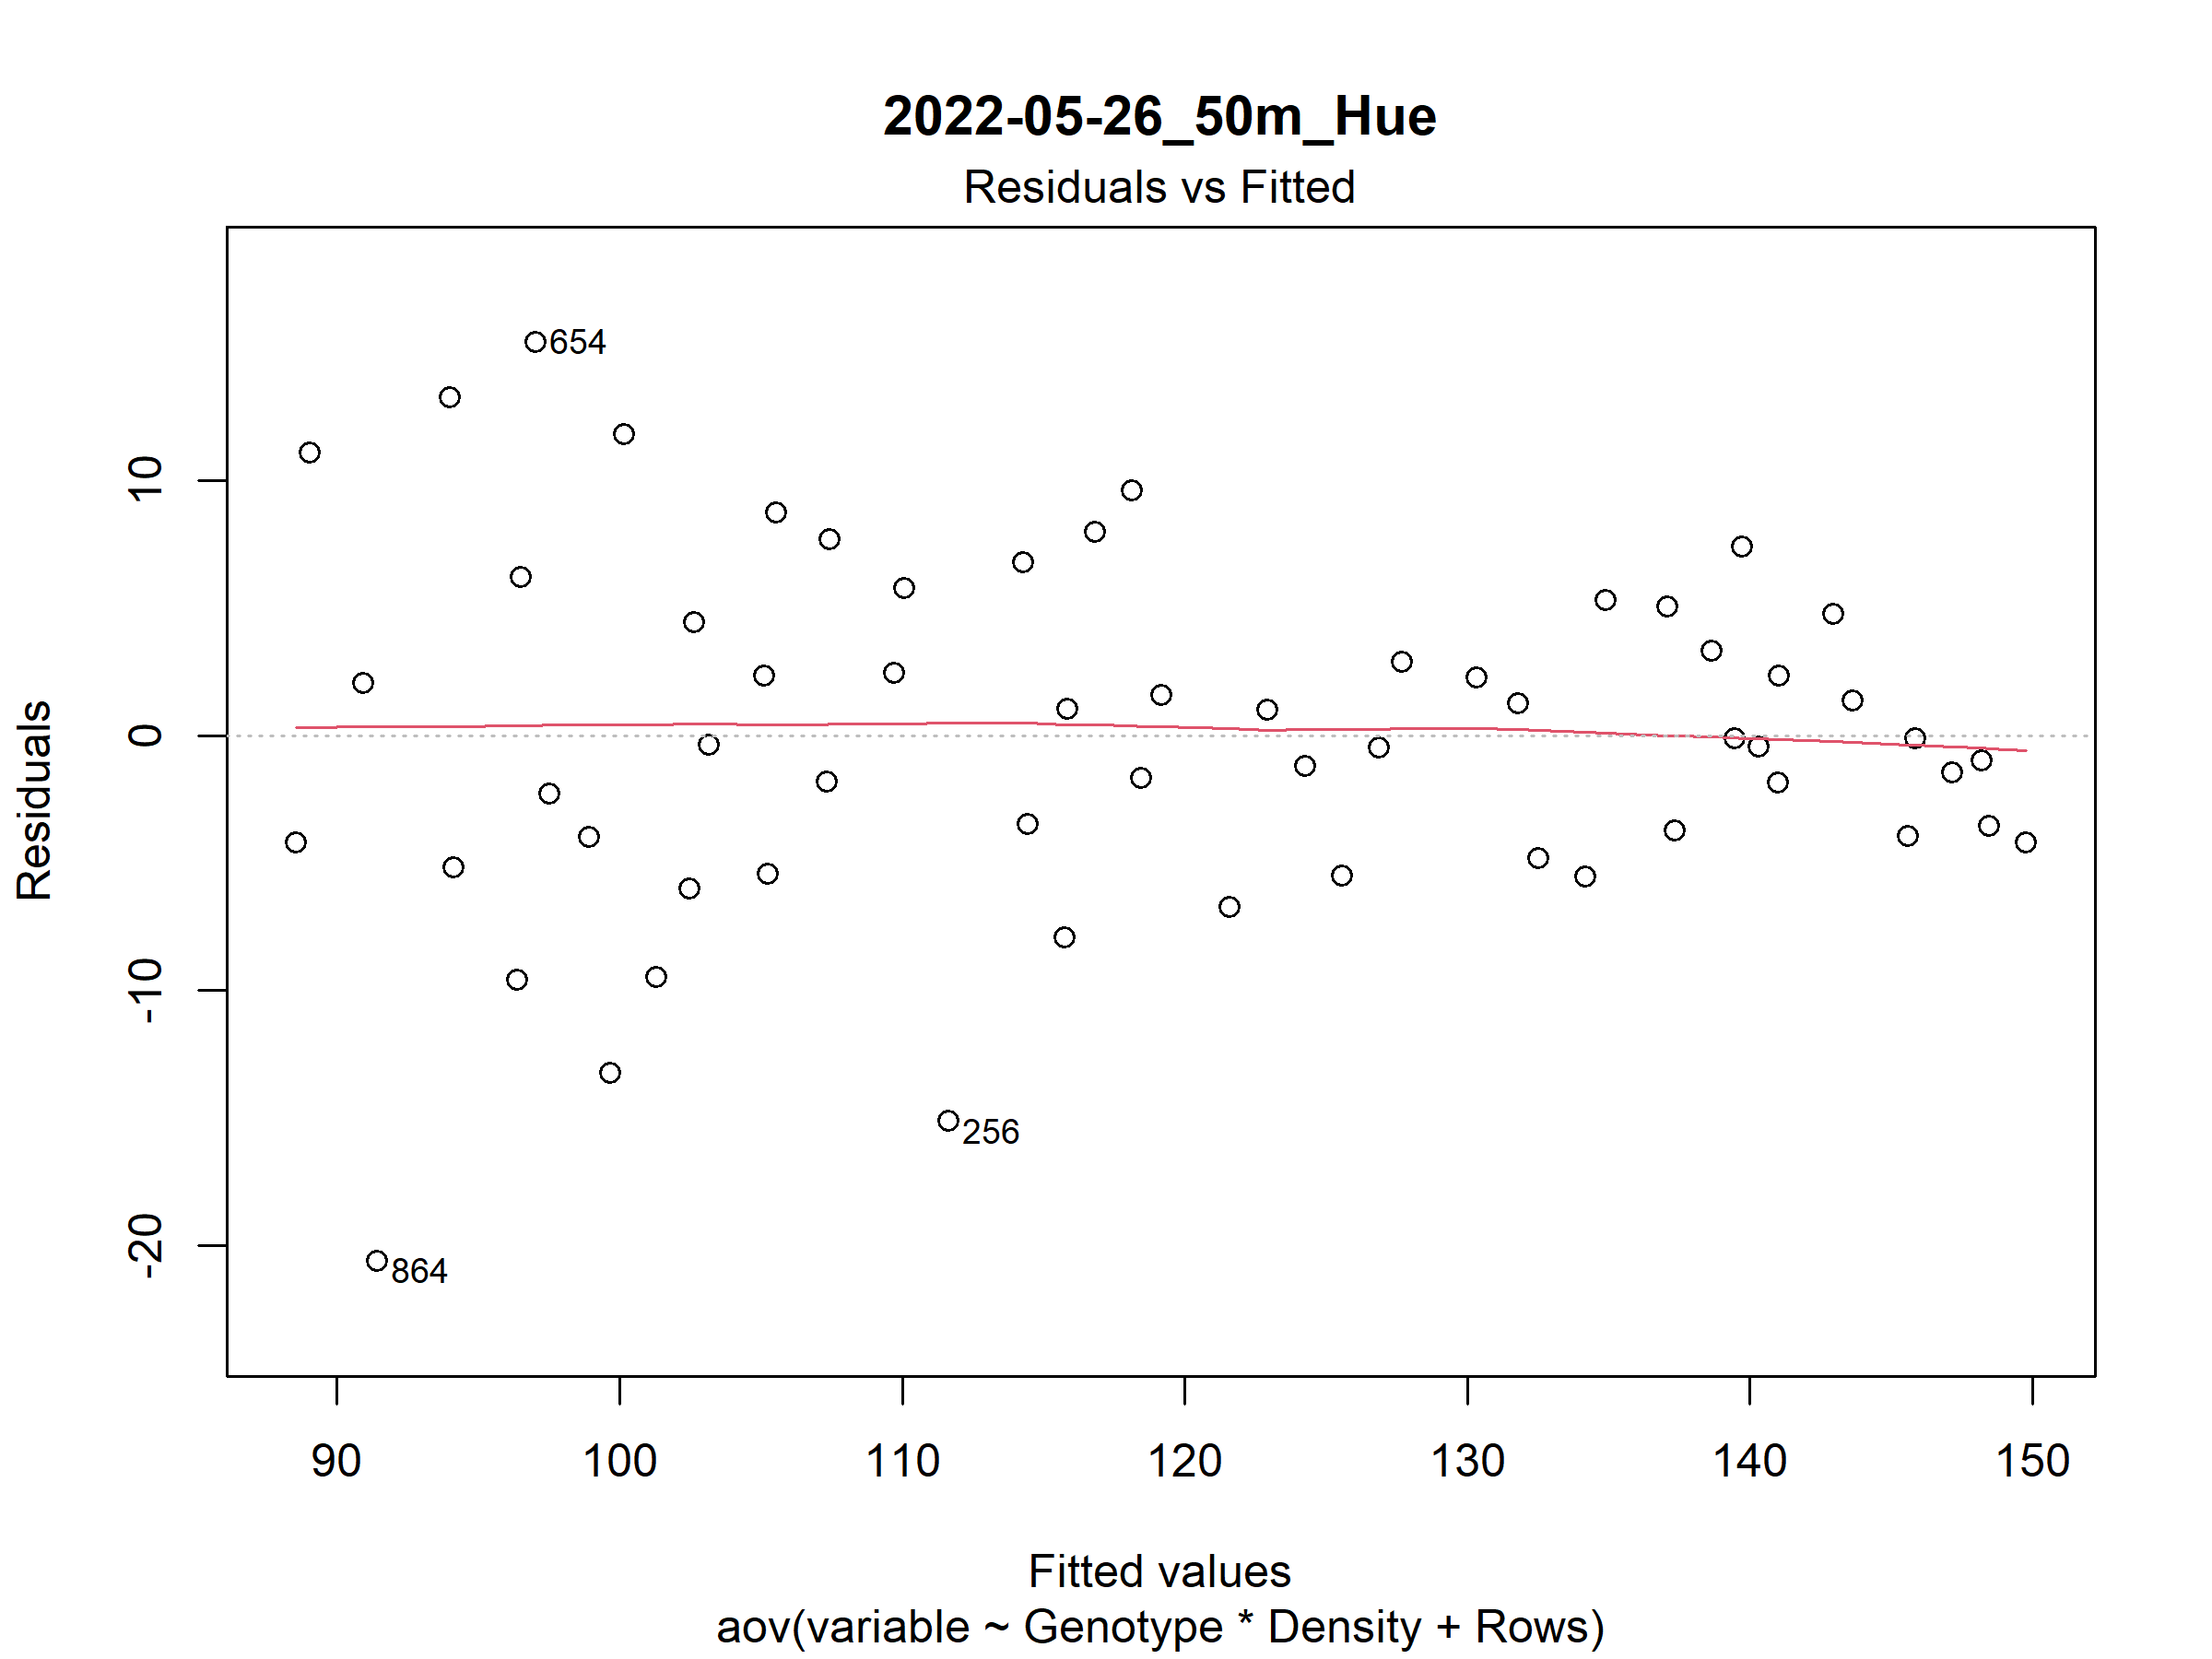 2022-05-26_50m_Hue
Residuals vs Fitted
Residuals
10
0
-10
-20
654
256
864
90 100 110 120 130 140 150
Fitted values
aov(variable ~ Genotype * Density + Rows)